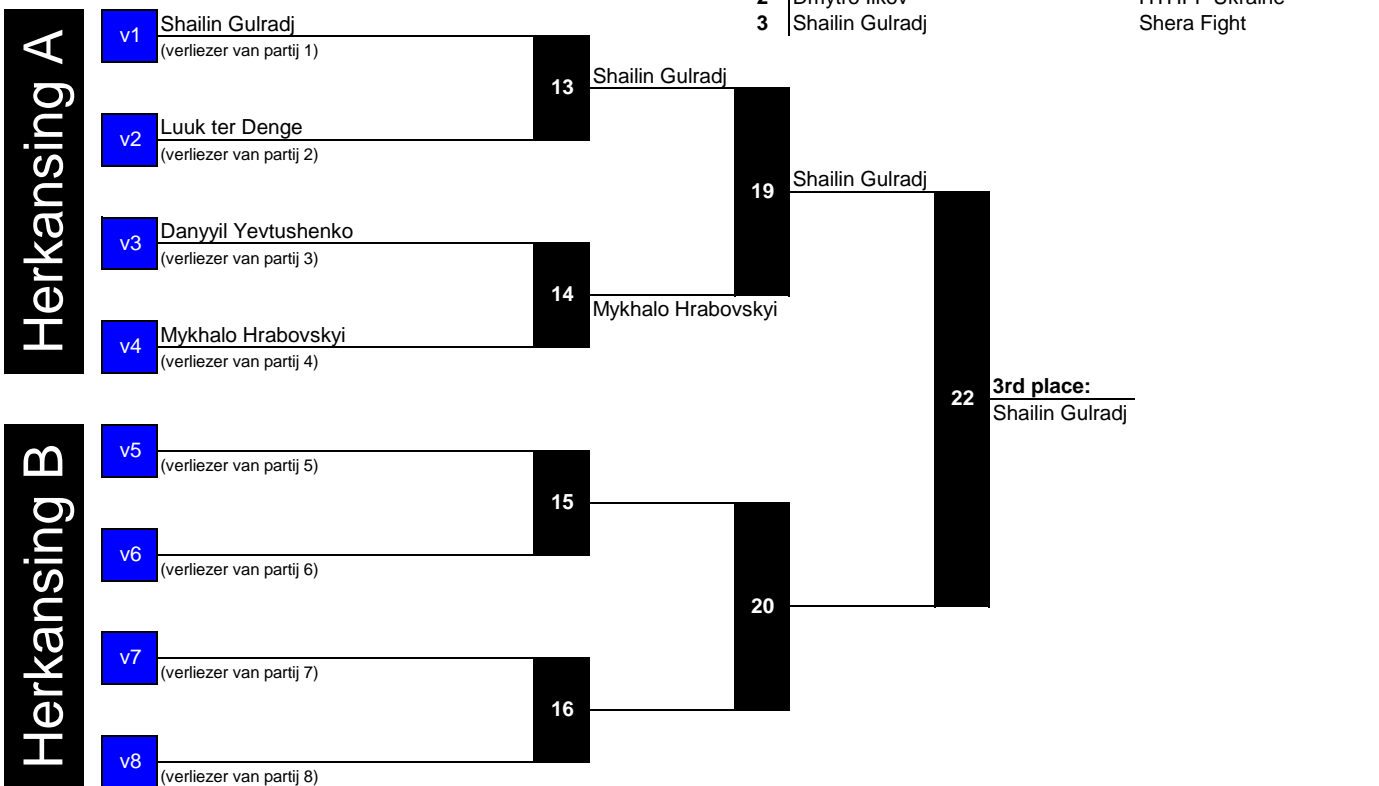 2 Dmytro Ilkov
3 Shailin Gulradj Shera Fight
Herkansing A
v1 Shailin Gulradj
(verliezer van partij 1)
13 Shailin Gulradj
v2 Luuk ter Denge
(verliezer van partij 2)
19 Shailin Gulradj
v3 Danyyil Yevtushenko
(verliezer van partij 3)
14 Mykhalo Hrabovskyi
v4 Mykhalo Hrabovskyi
(verliezer van partij 4)
22 3rd place:
Shailin Gulradj
Herkansing B
v5
(verliezer van partij 5)
15
v6
(verliezer van partij 6)
20
v7
(verliezer van partij 7)
16
v8
(verliezer van partij 8)